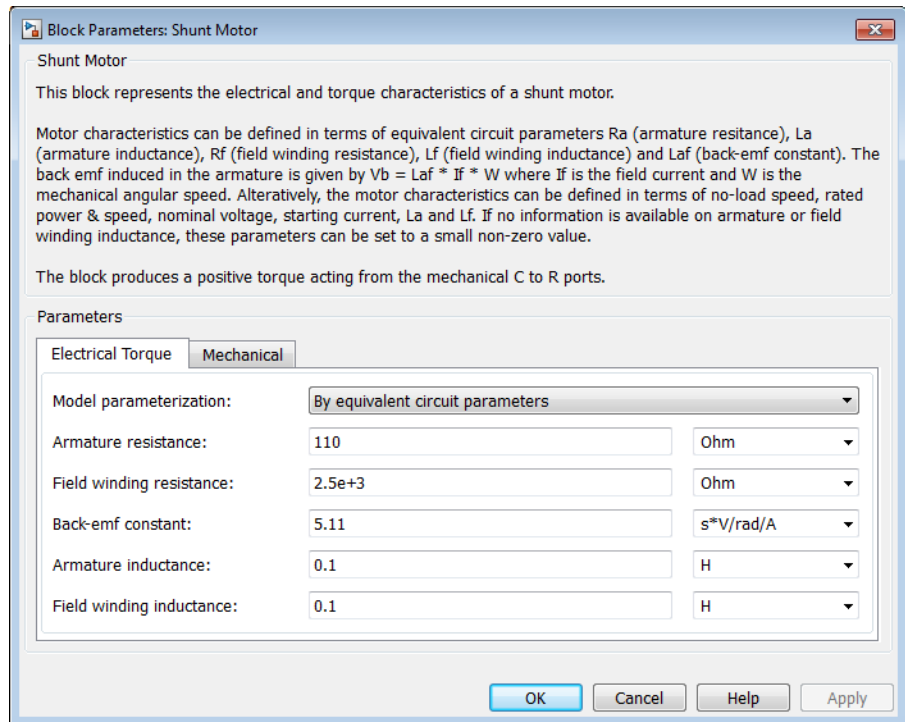 Block Parameters: Shunt Motor
Shunt Motor
This block represents the electrical and torque characteristics of a shunt motor.
Motor characteristics can be defined in terms of equivalent circuit parameters Ra (armature resitance), La
(armature inductance), Rf (field winding resistance), Lf (field winding inductance) and Laf (back-emf constant). The
back emf induced in the armature is given by Vb = Laf * If * W where If is the field current and W is the
mechanical angular speed. Alteratively, the motor characteristics can be defined in terms of no-load speed, rated
power & speed, nominal voltage, starting current, La and Lf. If no information is available on armature or field
winding inductance, these parameters can be set to a small non-zero value.
The block produces a positive torque acting from the mechanical C to R ports.
Parameters
Electrical Torque Mechanical
Model parameterization: By equivalent circuit parameters
Armature resistance: 110 Ohm
Field winding resistance: 2.5e+3 Ohm
Back-emf constant: 5.11 s*V/rad/A
Armature inductance: 0.1 H
Field winding inductance: 0.1 H
OK Cancel Help Apply